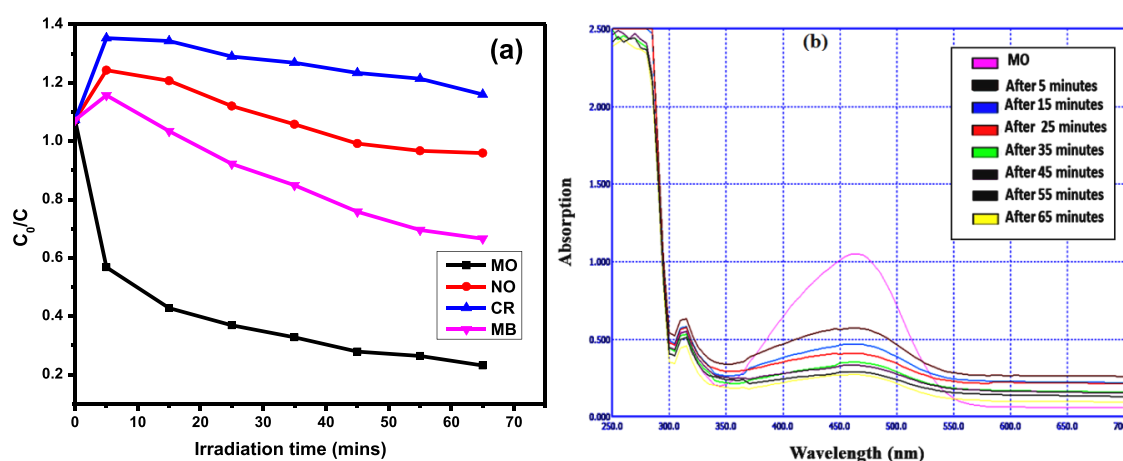 (a)
1.4
1.2
1.0
0.8
0.6
0.4
0.2
C0/C
0 10 20 30 40 50 60 70
Irradiation time (mins)
MO
NO
CR
MB
(b)
2.500
2.000
1.500
1.000
0.500
0.000
Absorption
250.0 300.0 350.0 400.0 450.0 500.0 550.0 600.0 650.0
Wavelength (nm)
MO
After 5 minutes
After 15 minutes
After 25 minutes
After 35 minutes
After 45 minutes
After 55 minutes
After 65 minutes